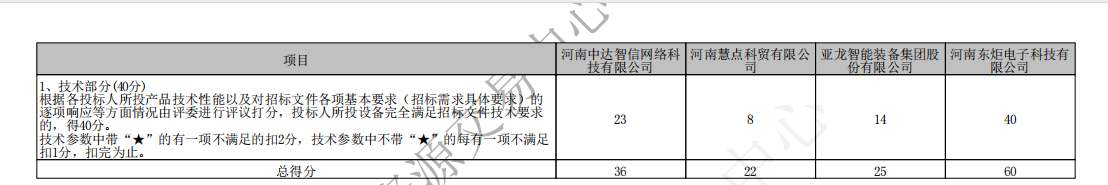 项目
河南中达智信网络科
技有限公司
河南慧点科贸有限公
司
亚龙智能装备集团股
份有限公司
河南东炬电子科技有
限公司
1、技术部分(40分)
根据各投标人所投产品技术性能以及对招标文件各项基本要求（招标需求具体要求）的
逐项响应等方面情况由评委进行评议打分，投标人所投设备完全满足招标文件技术要求
的，得40分。
技术参数中带“★”的有一项不满足的扣2分，技术参数中不带“★”的每有一项不满足
扣1分，扣完为止。
23
8
14
40
总得分
36
22
25
60
源交易中心
中心